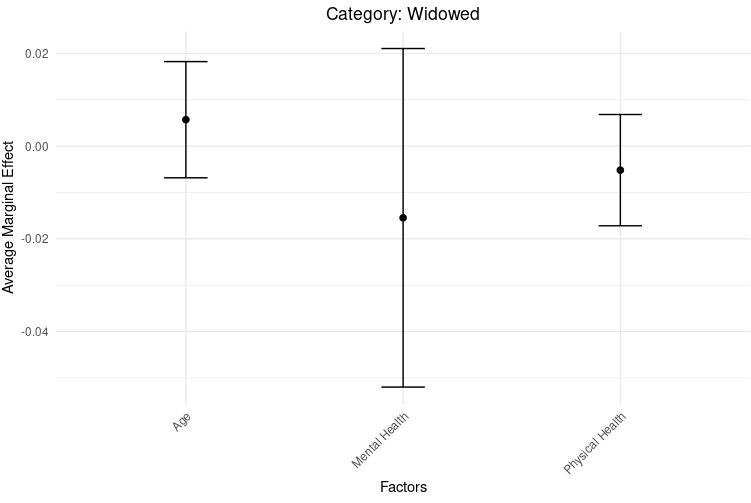 Category: Widowed
0.02
0.00
-0.02
-0.04
Average Marginal Effect
Age
Mental Health
Physical Health
Factors